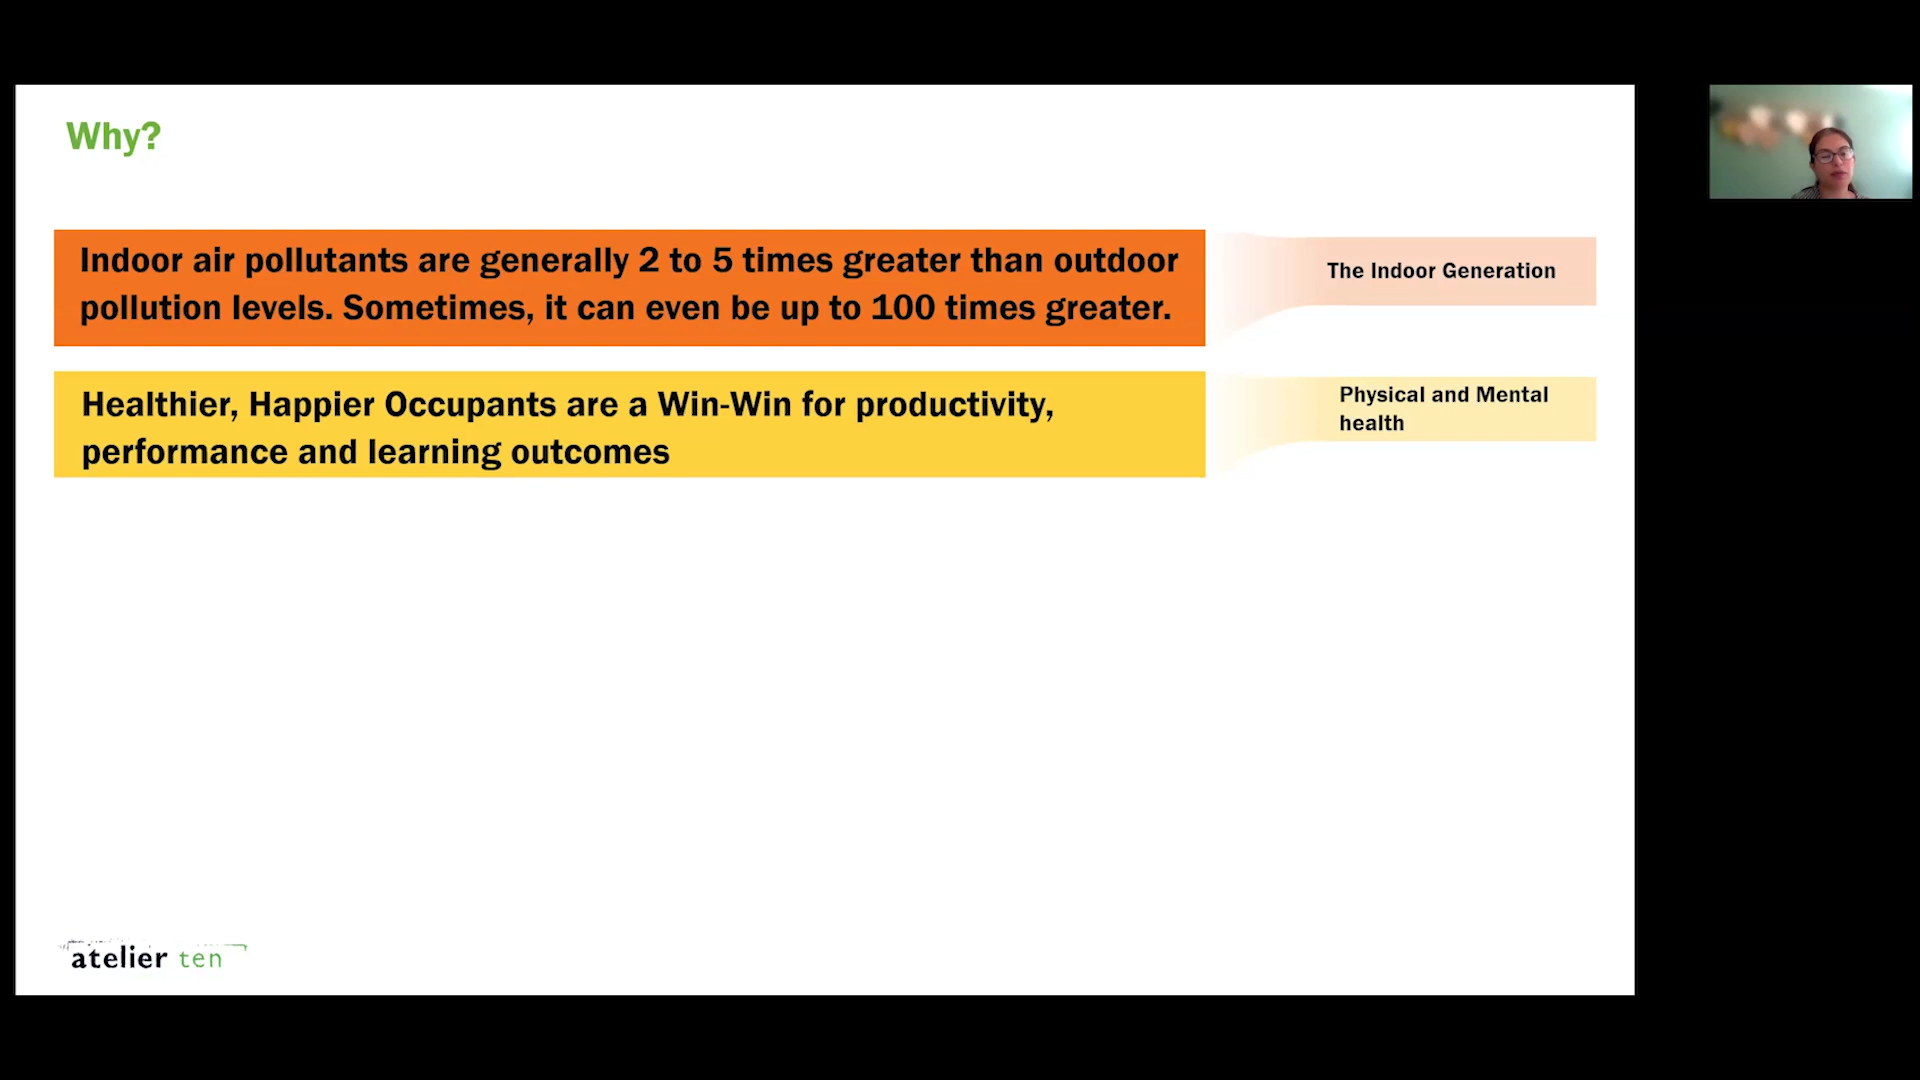 Why?
Indoor air pollutants are generally 2 to 5 times greater than outdoor
pollution levels. Sometimes, it can even be up to 100 times greater.
The Indoor Generation
Healthier, Happier Occupants are a Win-Win for productivity,
performance and learning outcomes
Physical and Mental
health
atelier ten